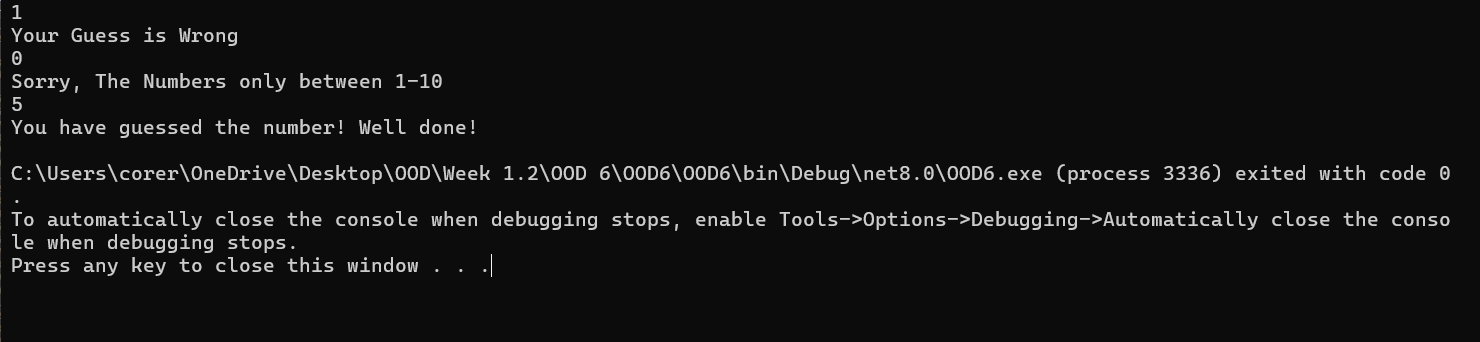 1
Your Guess is Wrong
0
Sorry, The Numbers only between 1-10
5
You have guessed the number! Well done!
C:\Users\corer\OneDrive\Desktop\OOD\Week 1.2\OOD 6\OOD6\OOD6\bin\Debug\net8.0\OOD6.exe (process 3336) exited with code 0
.
To automatically close the console when debugging stops, enable Tools->Options->Debugging->Automatically close the conso
le when debugging stops.
Press any key to close this window . . .